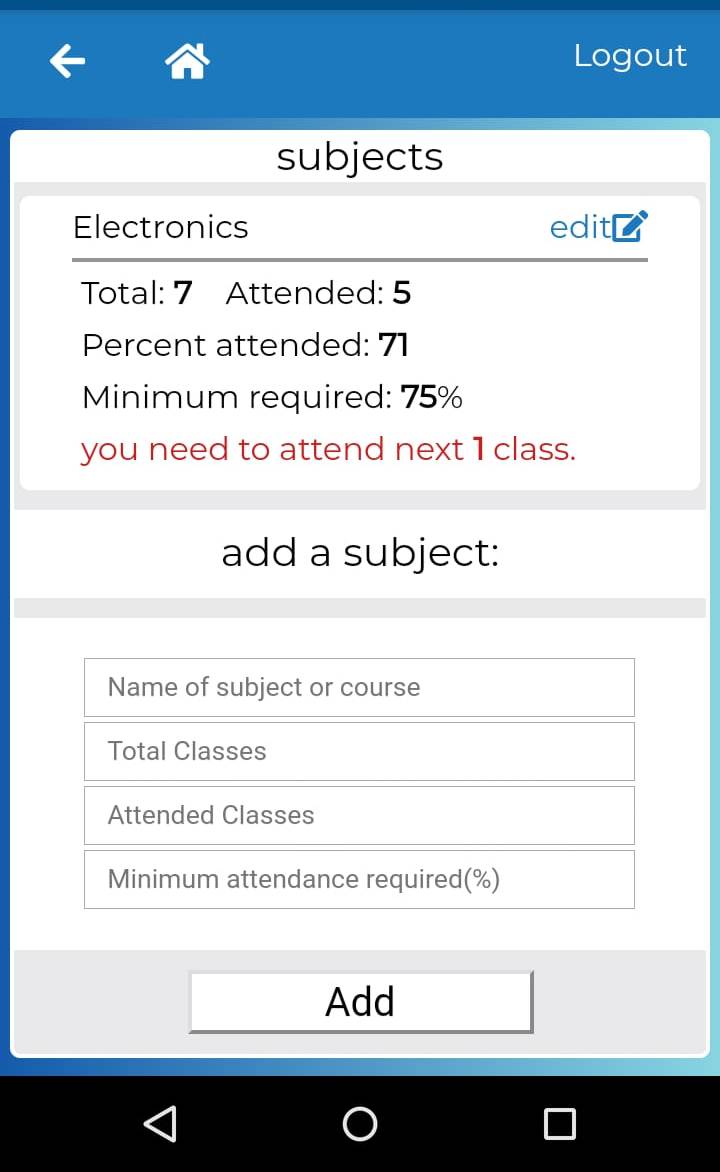 Logout
subjects
Electronics edit
Total: 7 Attended: 5
Percent attended: 71
Minimum required: 75%
you need to attend next 1 class.
add a subject:
Name of subject or course
Total Classes
Attended Classes
Minimum attendance required(%)
Add